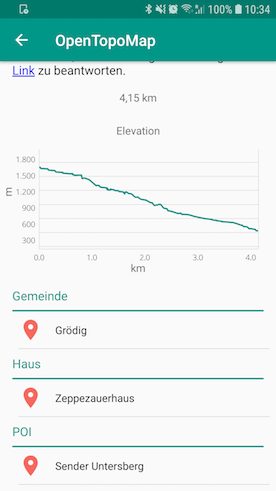 100% 10:34
OpenTopoMap
Link zu beantworten.
4,15 km
Elevation
1.800
1.500
1.200
900
600
300
m
0.0 1.0 2.0 3.0 4.0
km
Gemeinde
Grödig
Haus
Zeppezauerhaus
POI
Sender Untersberg